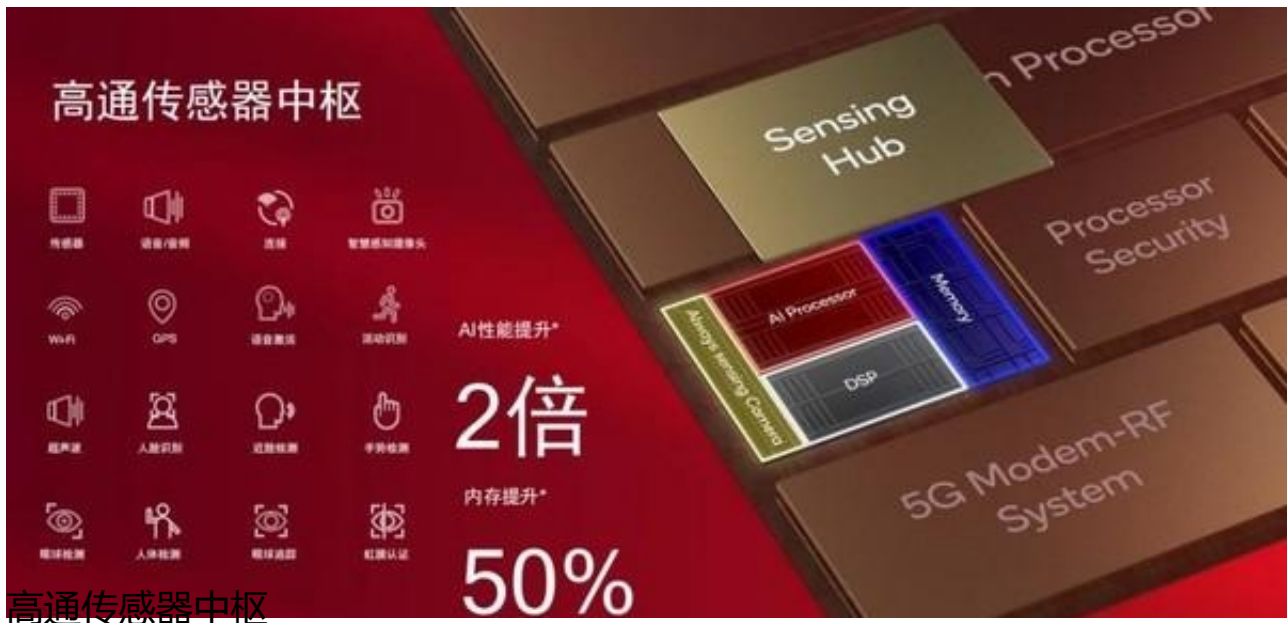 高通传感器中枢
传感器
语音/音频
连接
智慧感知摄像头
Wi-Fi
GPS
语音激活
活动识别
超声波
人脸识别
近脸检测
手势检测
眼球检测
人体检测
眼球追踪
虹膜认证
AI性能提升*
2倍
内存提升*
50%
n Processor
Sensing
Hub
Processor
Security
AI Processor
Memory
Always sensing Camera
DSP
5G Modem-RF
System
高通传感器中枢